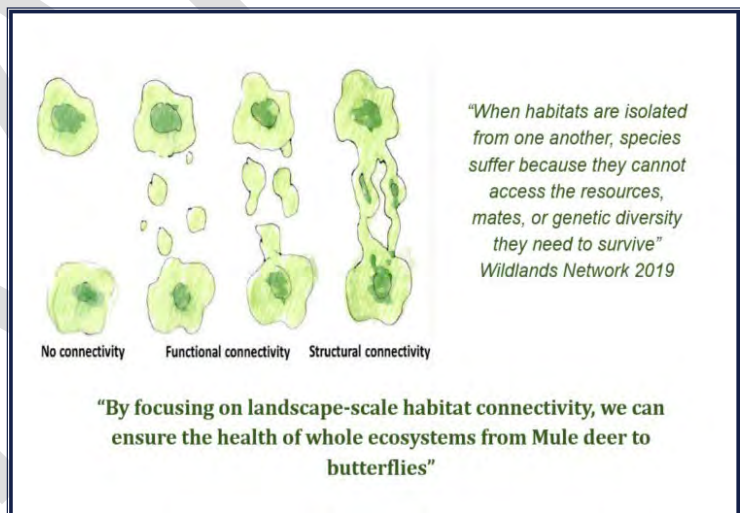 “When habitats are isolated
from one another, species
suffer because they cannot
access the resources,
mates, or genetic diversity
they need to survive”
Wildlands Network 2019
No connectivity Functional connectivity Structural connectivity
“By focusing on landscape-scale habitat connectivity, we can
ensure the health of whole ecosystems from Mule deer to
butterflies”